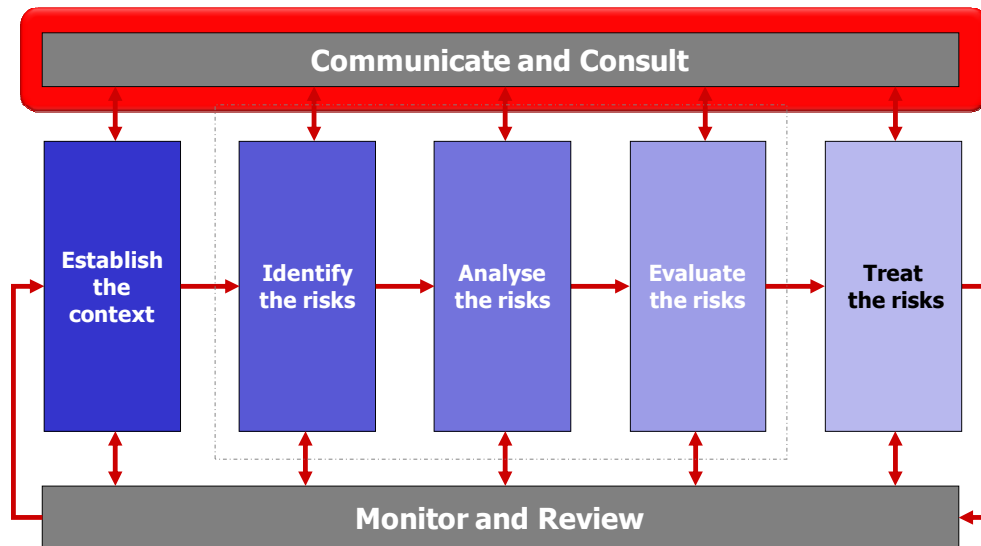 Communicate and Consult
Establish
the
context
Identify
the risks
Analyse
the risks
Evaluate
the risks
Treat
the risks
Monitor and Review